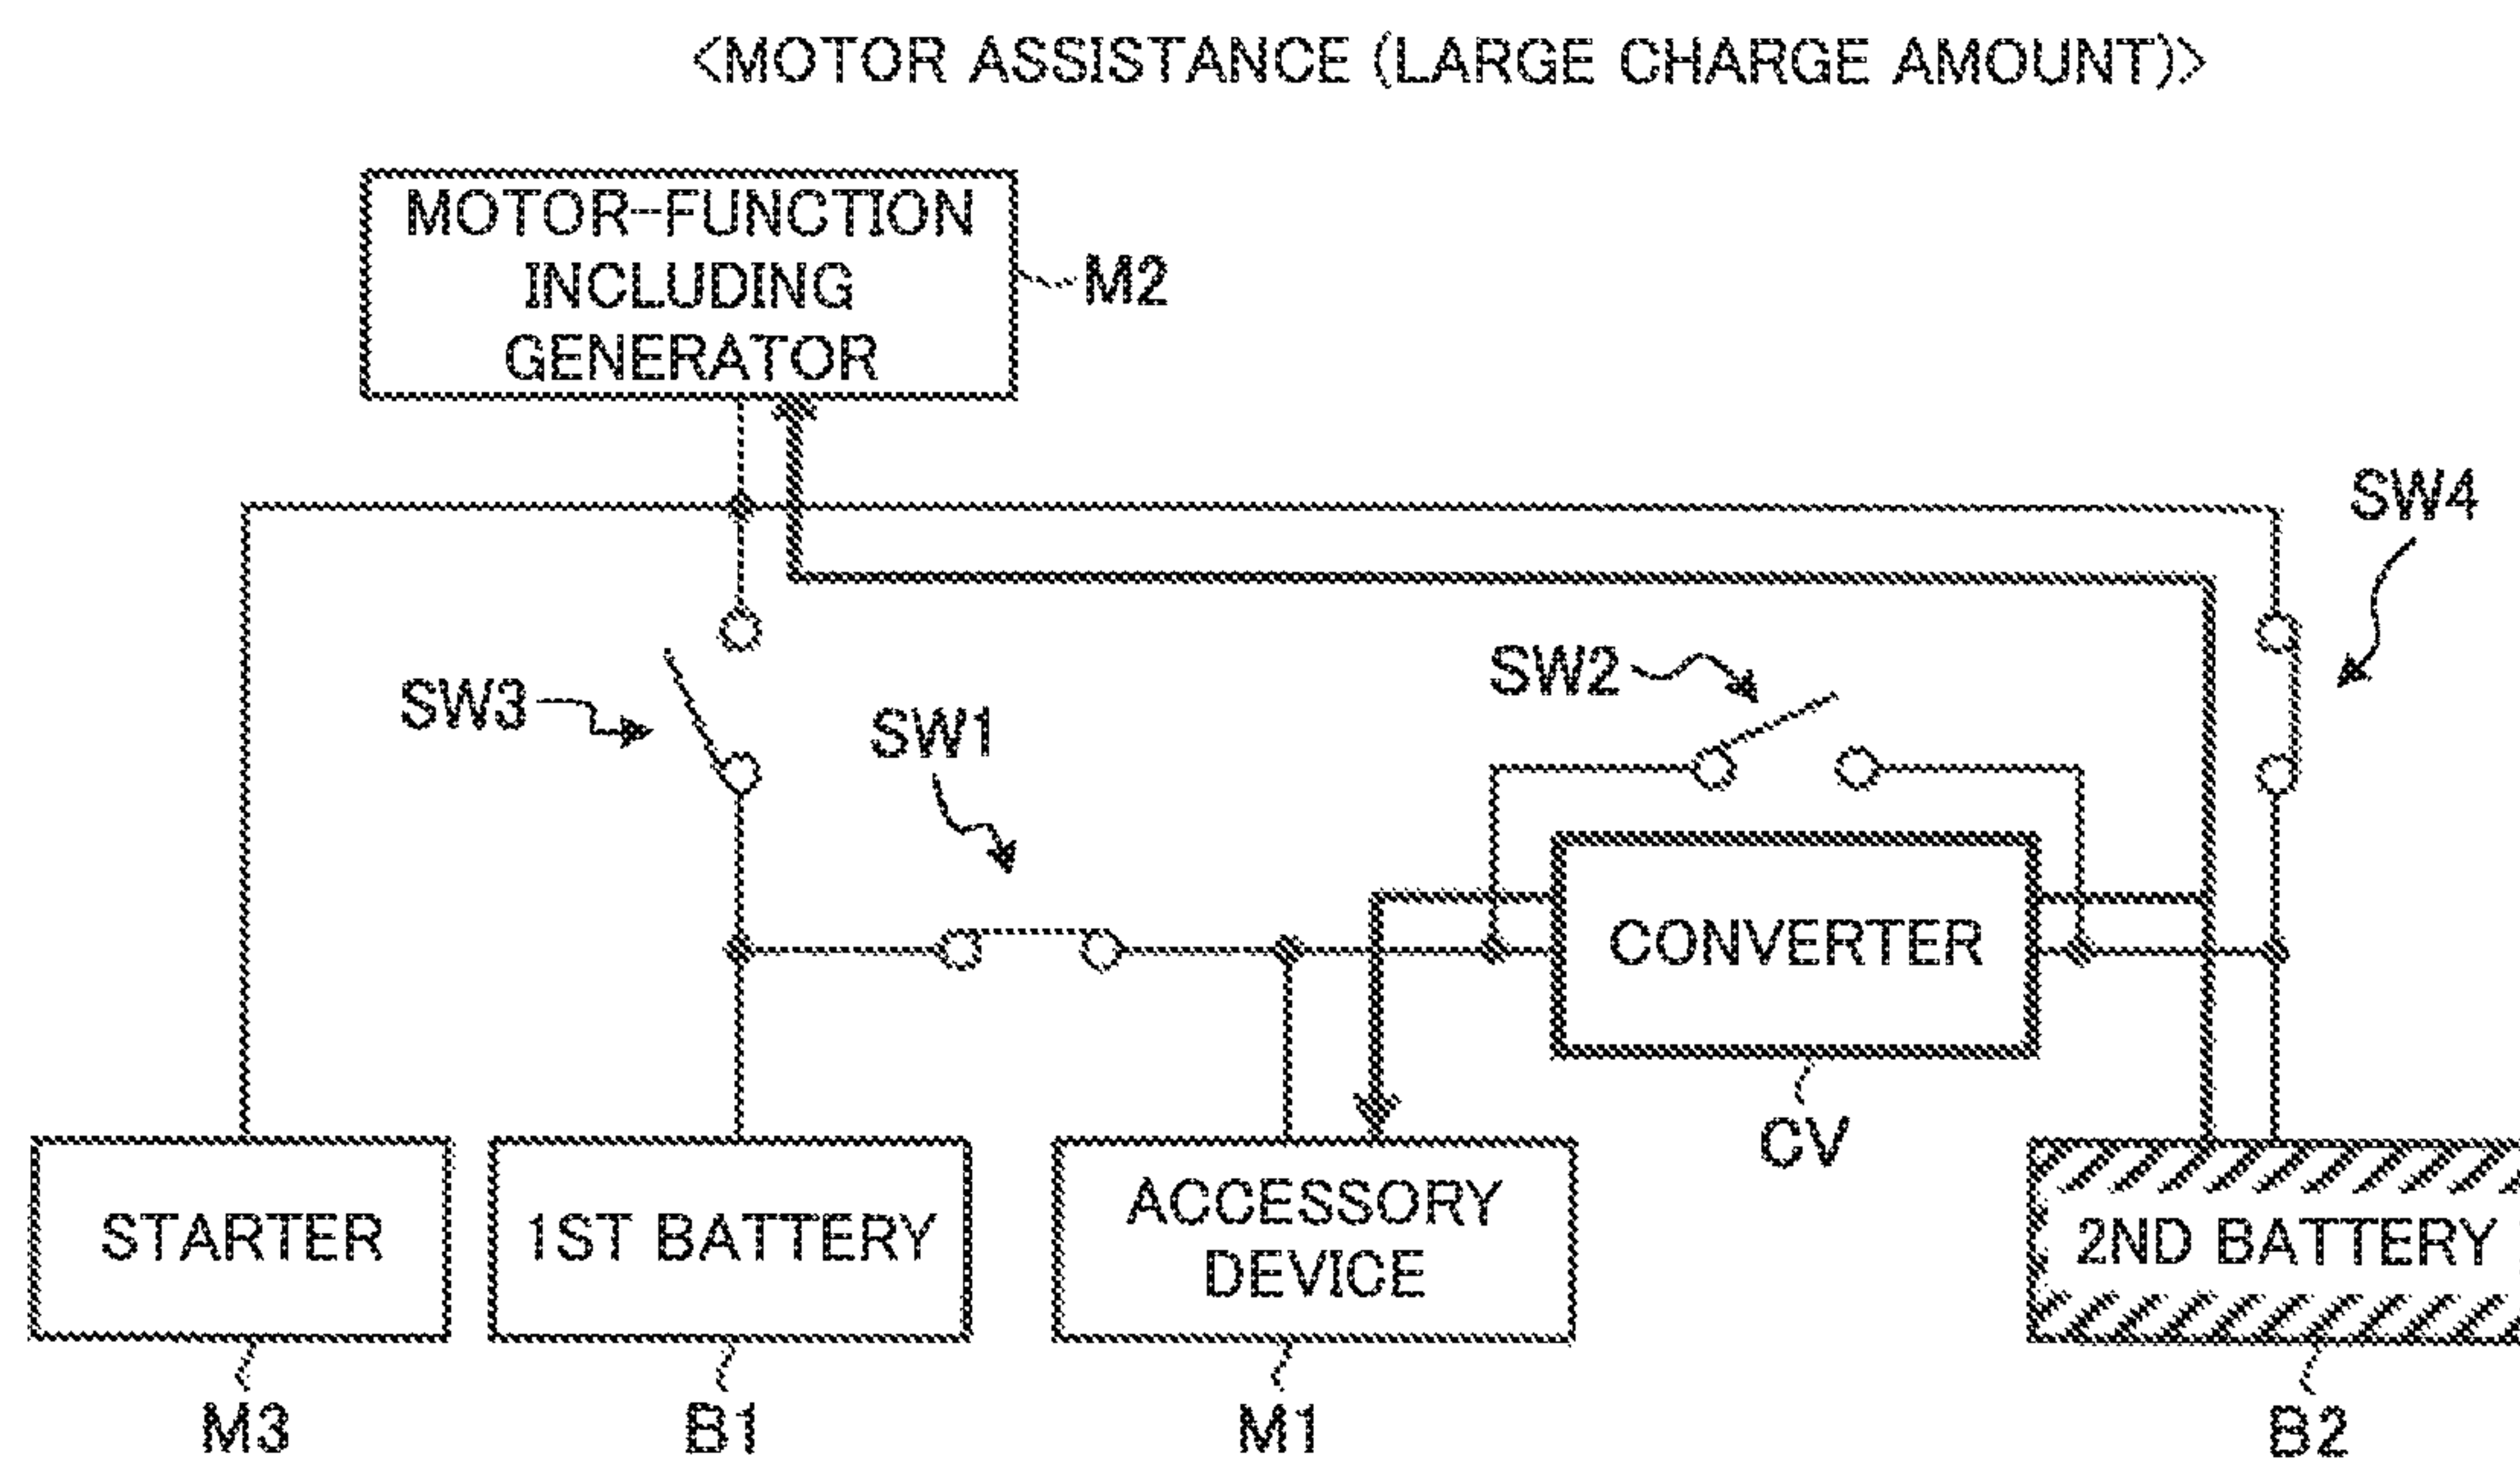 <MOTOR ASSISTANCE (LARGE CHARGE AMOUNT)>
MOTOR-FUNCTION
INCLUDING
GENERATOR
M2
SW4
SW2
SW3
SW1
CONVERTER
CV
STARTER
1ST BATTERY
ACCESSORY
DEVICE
2ND BATTERY
M3
B1
M1
B2